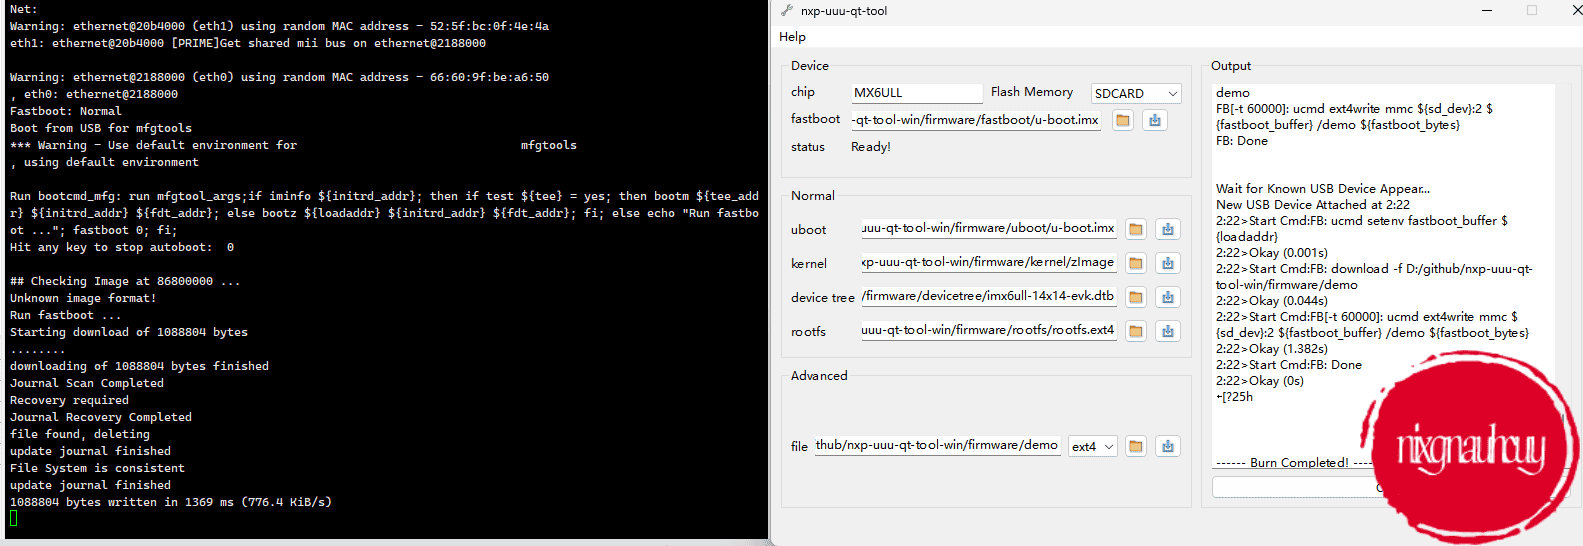 Net:
Warning: ethernet@20b4000 (eth1) using random MAC address - 52:5f:bc:0f:4e:4a
eth1: ethernet@20b4000 [PRIME]Get shared mii bus on ethernet@2188000
Warning: ethernet@2188000 (eth0) using random MAC address - 66:60:9f:be:a6:50
, eth0: ethernet@2188000
Fastboot: Normal
Boot from USB for mfgtools
*** Warning - Use default environment for                                mfgtools
, using default environment
Run bootcmd_mfg: run mfgtool_args;if iminfo ${initrd_addr}; then if test ${tee} = yes; then bootm ${tee_add
r} ${initrd_addr} ${fdt_addr}; else bootz ${loadaddr} ${initrd_addr} ${fdt_addr}; fi; else echo "Run fastbo
ot ..."; fastboot 0; fi;
Hit any key to stop autoboot:  0
## Checking Image at 86800000 ...
Unknown image format!
Run fastboot ...
Starting download of 1088804 bytes
........
downloading of 1088804 bytes finished
Journal Scan Completed
Recovery required
Journal Recovery Completed
file found, deleting
update journal finished
File System is consistent
update journal finished
1088804 bytes written in 1369 ms (776.4 KiB/s)
nxp-uuu-qt-tool
Help
Device
chip MX6ULL Flash Memory SDCARD
fastboot -qt-tool-win/firmware/fastboot/u-boot.imx
status Ready!
Normal
uboot uuu-qt-tool-win/firmware/uboot/u-boot.imx
kernel xp-uuu-qt-tool-win/firmware/kernel/zImage
device tree /firmware/devicetree/imx6ull-14x14-evk.dtb
rootfs uuu-qt-tool-win/firmware/rootfs/rootfs.ext4
Advanced
file thub/nxp-uuu-qt-tool-win/firmware/demo ext4
Output
demo
FB[-t 60000]: ucmd ext4write mmc ${sd_dev}:2 $
{fastboot_buffer} /demo ${fastboot_bytes}
FB: Done
Wait for Known USB Device Appear...
New USB Device Attached at 2:22
2:22>Start Cmd:FB: ucmd setenv fastboot_buffer $
{loadaddr}
2:22>Okay (0.001s)
2:22>Start Cmd:FB: download -f D:/github/nxp-uuu-qt-
tool-win/firmware/demo
2:22>Okay (0.044s)
2:22>Start Cmd:FB[-t 60000]: ucmd ext4write mmc $
{sd_dev}:2 ${fastboot_buffer} /demo ${fastboot_bytes}
2:22>Okay (1.382s)
2:22>Start Cmd:FB: Done
2:22>Okay (0s)
←[?25h
------ Burn Completed! ----